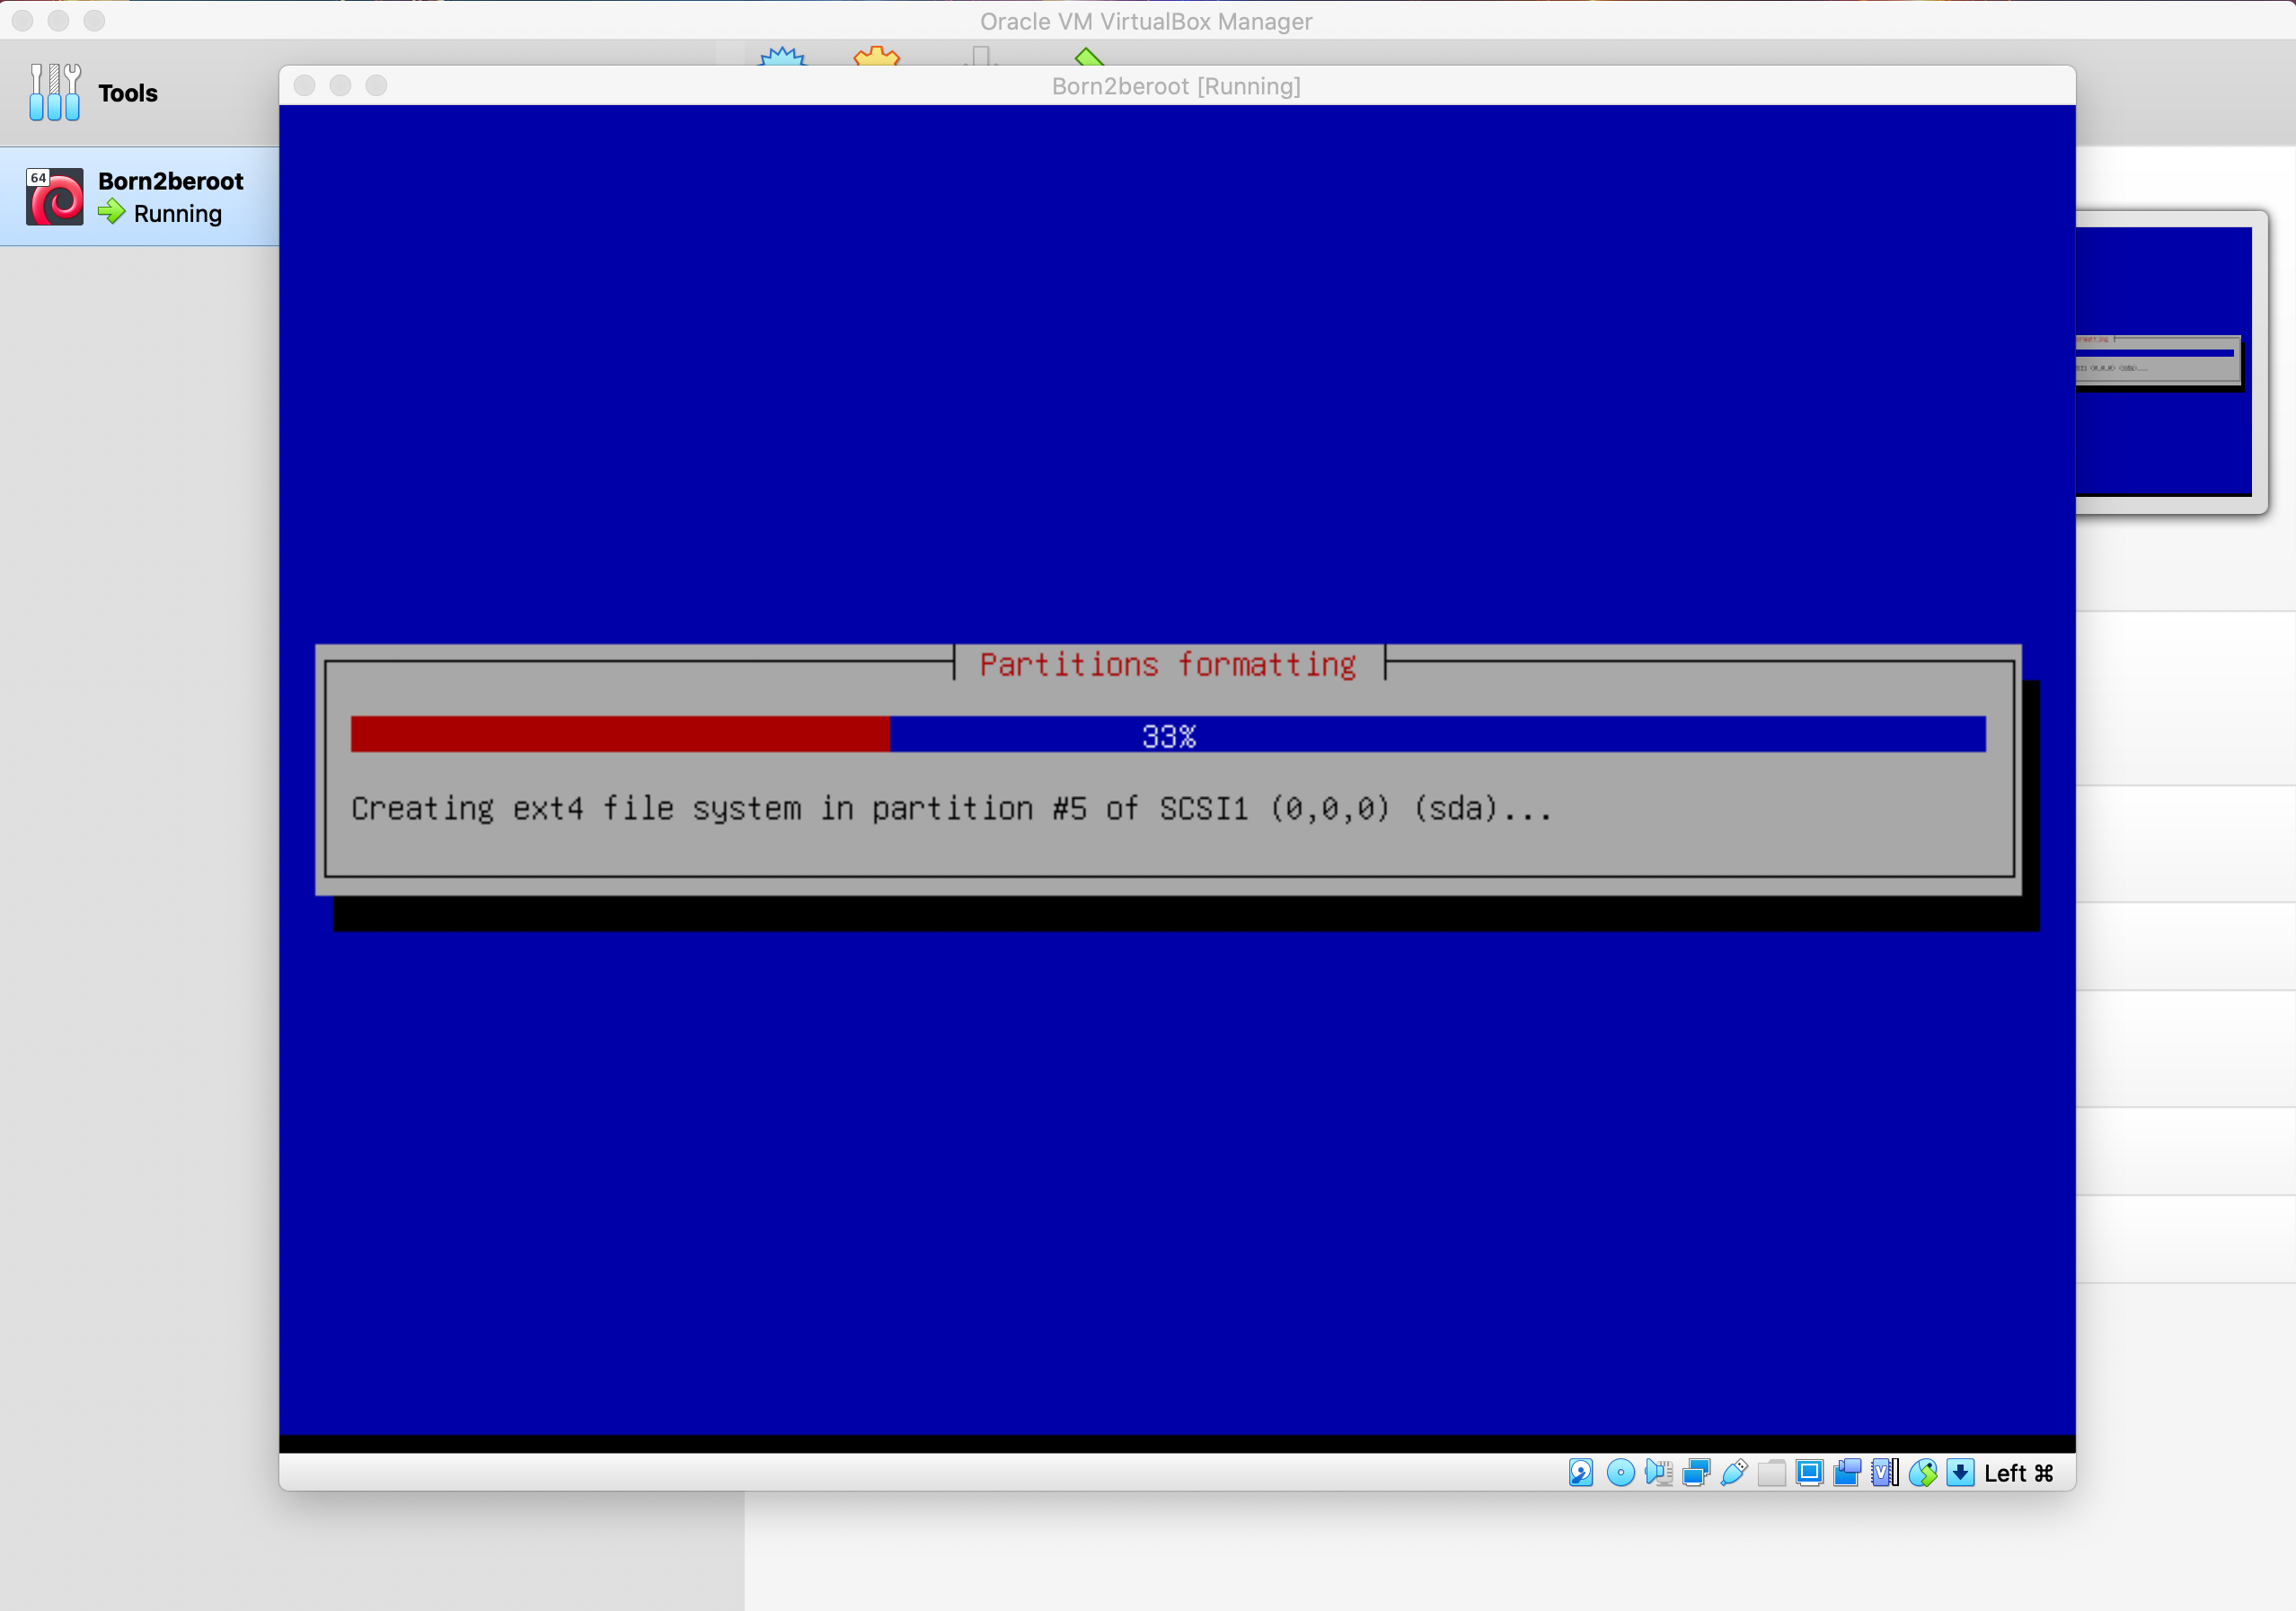 Oracle VM VirtualBox Manager
Tools
Born2beroot [Running]
64
Born2beroot
Running
Partitions formatting
33%
Creating ext4 file system in partition #5 of SCSI1 (0,0,0) (sda)...
Left ⌘